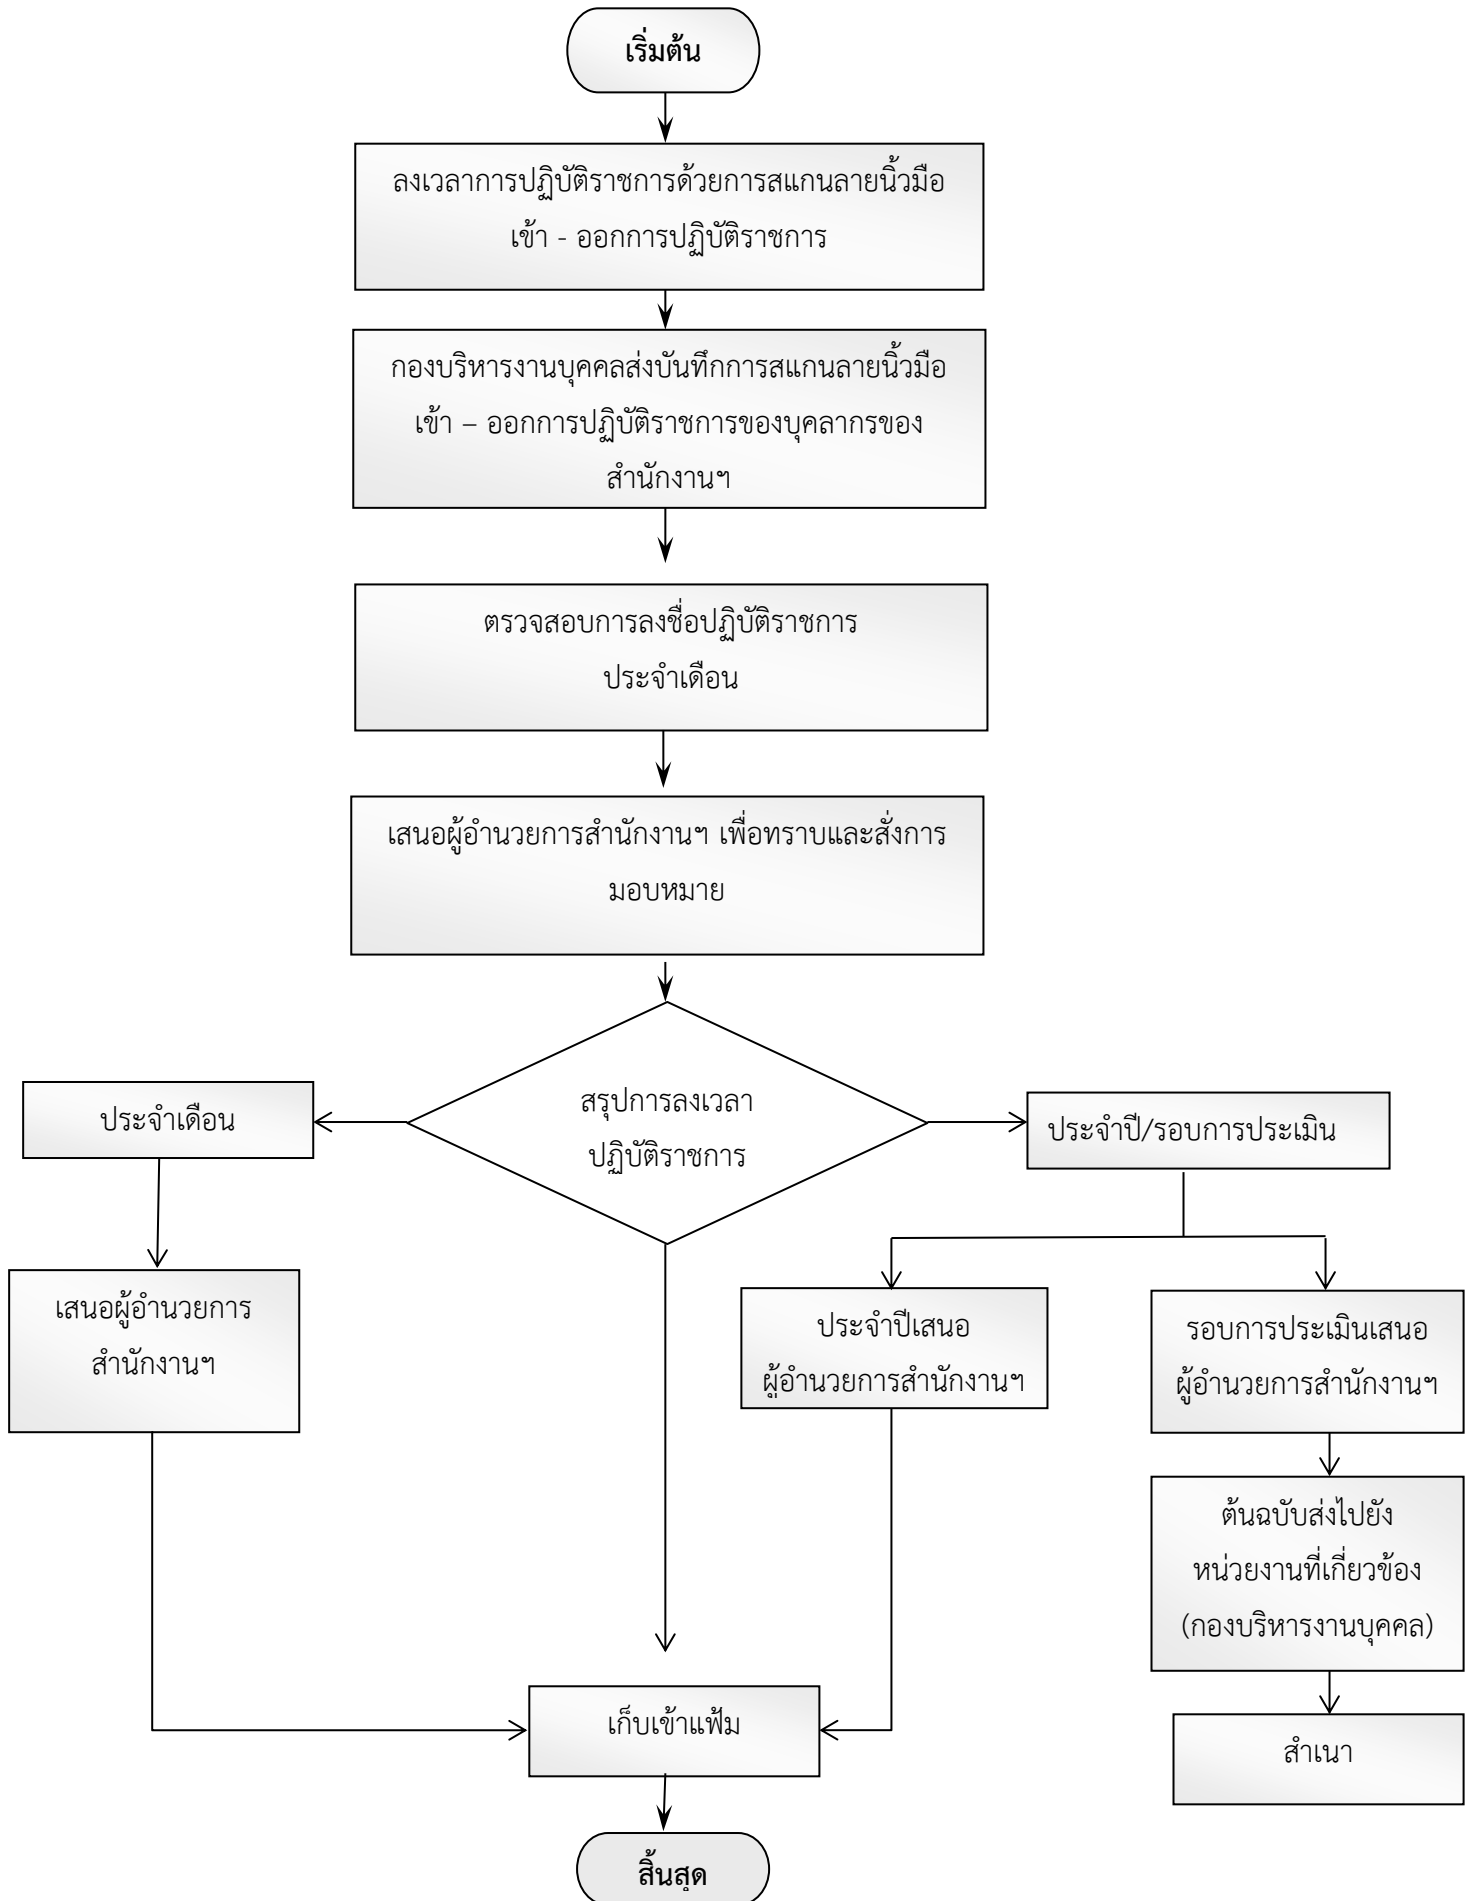 เริ่มต้น
ลงเวลาการปฏิบัติราชการด้วยการสแกนลายนิ้วมือ
เข้า - ออกการปฏิบัติราชการ
กองบริหารงานบุคคลส่งบันทึกการสแกนลายนิ้วมือ
เข้า – ออกการปฏิบัติราชการของบุคลากรของ
สำนักงานฯ
ตรวจสอบการลงชื่อปฏิบัติราชการ
ประจำเดือน
เสนอผู้อำนวยการสำนักงานฯ เพื่อทราบและสั่งการ
มอบหมาย
สรุปการลงเวลา
ปฏิบัติราชการ
ประจำเดือน
ประจำปี/รอบการประเมิน
เสนอผู้อำนวยการ
สำนักงานฯ
ประจำปีเสนอ
ผู้อำนวยการสำนักงานฯ
รอบการประเมินเสนอ
ผู้อำนวยการสำนักงานฯ
ต้นฉบับส่งไปยัง
หน่วยงานที่เกี่ยวข้อง
(กองบริหารงานบุคคล)
เก็บเข้าแฟ้ม
สำเนา
สิ้นสุด